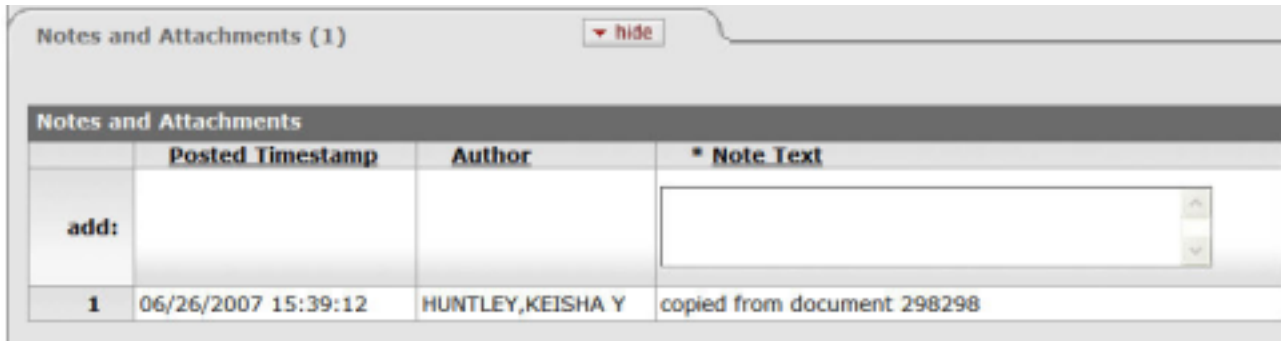 Notes and Attachments (1)
hide
Notes and Attachments
Posted Timestamp Author * Note Text
add:
1 06/26/2007 15:39:12 HUNTLEY,KEISHA Y copied from document 298298